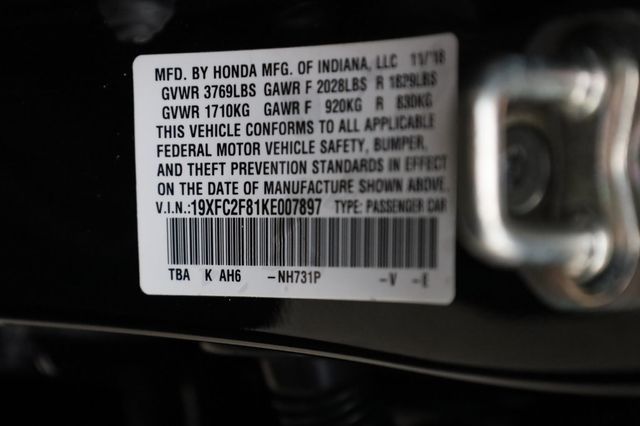 MFD. BY HONDA MFG. OF INDIANA, LLC 11/18
GVWR 3769LBS GAWR F 2028LBS R 1829LBS
GVWR 1710KG GAWR F 920KG R 830KG
THIS VEHICLE CONFORMS TO ALL APPLICABLE
FEDERAL MOTOR VEHICLE SAFETY, BUMPER,
AND THEFT PREVENTION STANDARDS IN EFFECT
ON THE DATE OF MANUFACTURE SHOWN ABOVE.
V.I.N.:19XFC2F81KE007897 TYPE: PASSENGER CAR
TBA K AH6 -NH731P -V -E